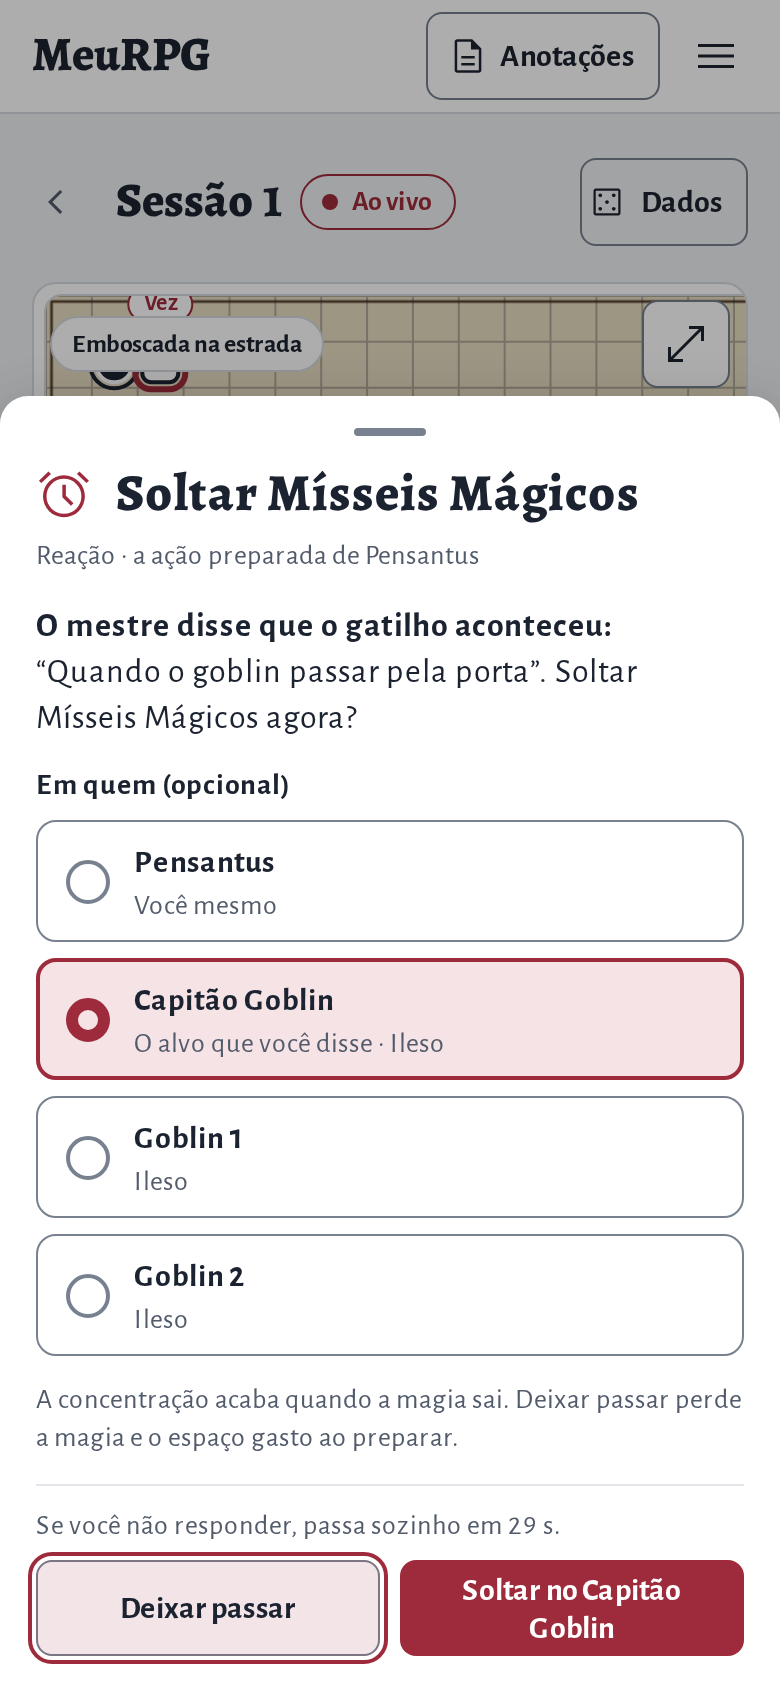 MeuRPG
Anotações
Sessão 1
Ao vivo
Dados
Vez
Emboscada na estrada
Soltar Mísseis Mágicos
Reação · a ação preparada de Pensantus
O mestre disse que o gatilho aconteceu:
“Quando o goblin passar pela porta”. Soltar
Mísseis Mágicos agora?
Em quem (opcional)
Pensantus
Você mesmo
Capitão Goblin
O alvo que você disse · Ileso
Goblin 1
Ileso
Goblin 2
Ileso
A concentração acaba quando a magia sai. Deixar passar perde
a magia e o espaço gasto ao preparar.
Se você não responder, passa sozinho em 29 s.
Deixar passar
Soltar no Capitão
Goblin